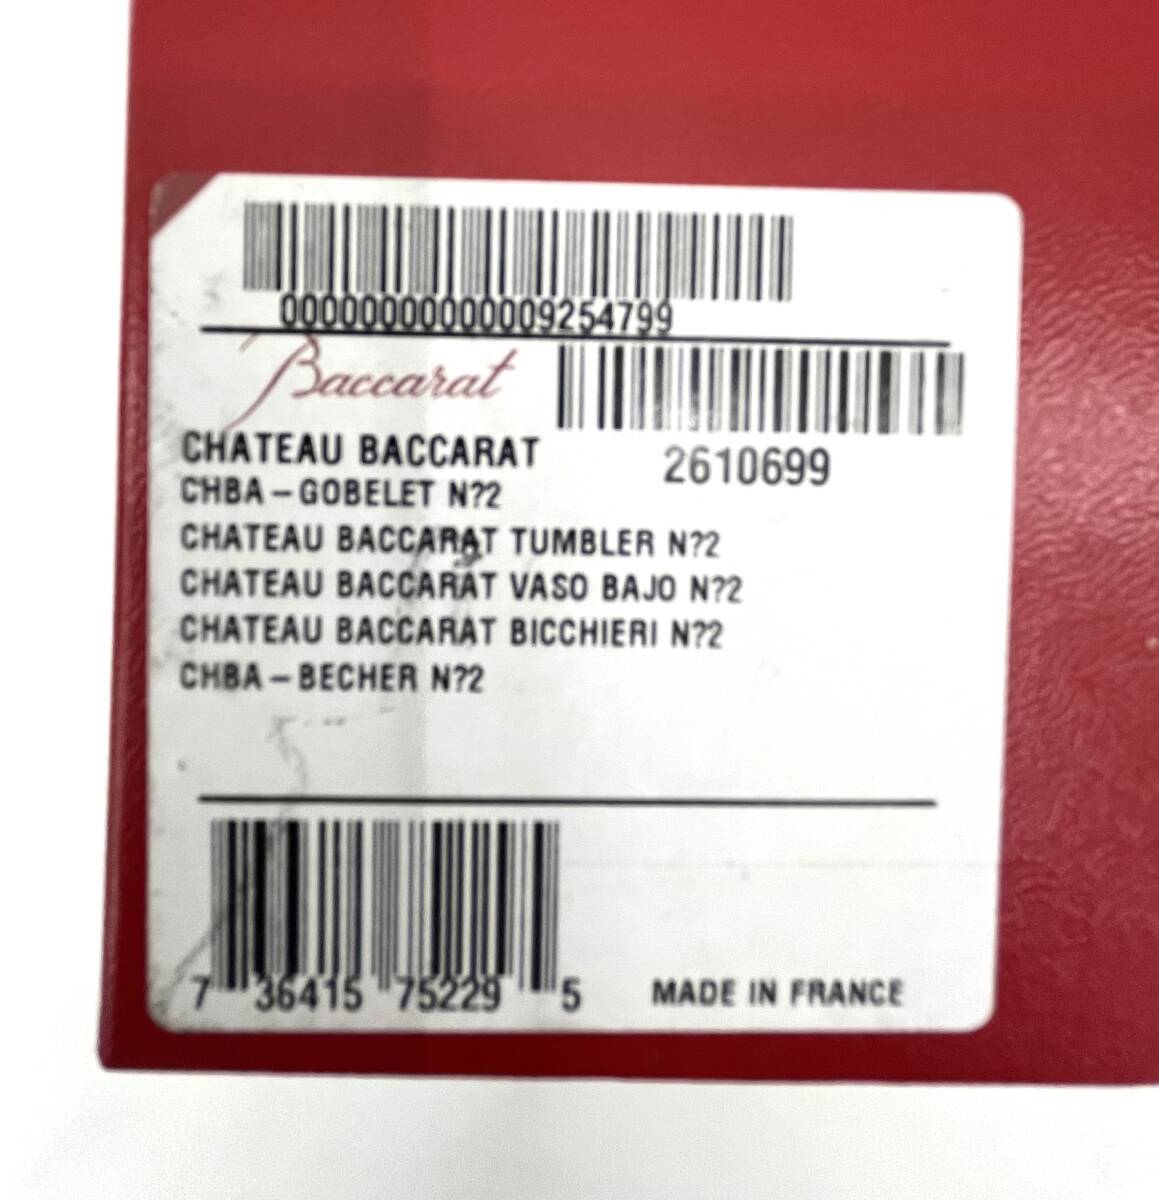 00000000000009254799
Baccarat
2610699
CHATEAU BACCARAT
CHBA – GOBELET N?2
CHATEAU BACCARAT TUMBLER N?2
CHATEAU BACCARAT VASO BAJO N?2
CHATEAU BACCARAT BICCHIERI N?2
CHBA – BECHER N?2
7 36415 75229 5
MADE IN FRANCE